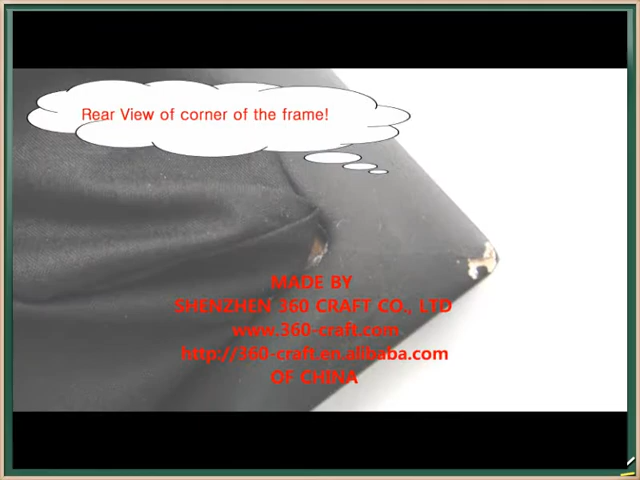 Rear View of corner of the frame!
MADE BY
SHENZHEN 360 CRAFT CO., LTD
www.360-craft.com
http://360-craft.en.alibaba.com
OF CHINA